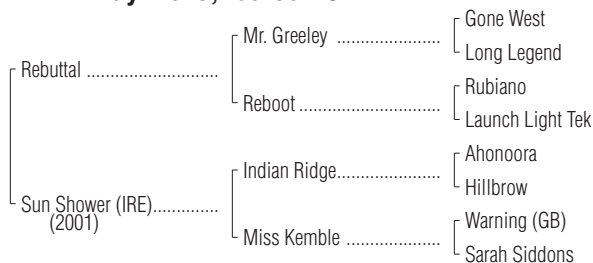 Gone West
Mr. Greeley ....................
Long Legend
Rebuttal .........................
Rubiano
Reboot ...........................
Launch Light Tek
Ahonoora
Indian Ridge.....................
Hillbrow
Sun Shower (IRE).............
(2001)
Warning (GB)
Miss Kemble ..................
Sarah Siddons